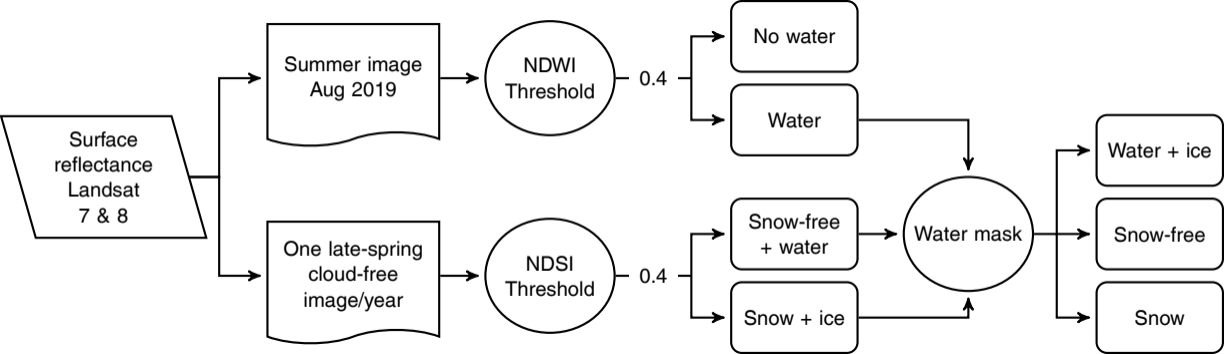 Surface
reflectance
Landsat
7 & 8
Summer image
Aug 2019
NDWI
Threshold
0.4
No water
Water
One late-spring
cloud-free
image/year
NDSI
Threshold
0.4
Snow-free
+ water
Snow + ice
Water mask
Water + ice
Snow-free
Snow